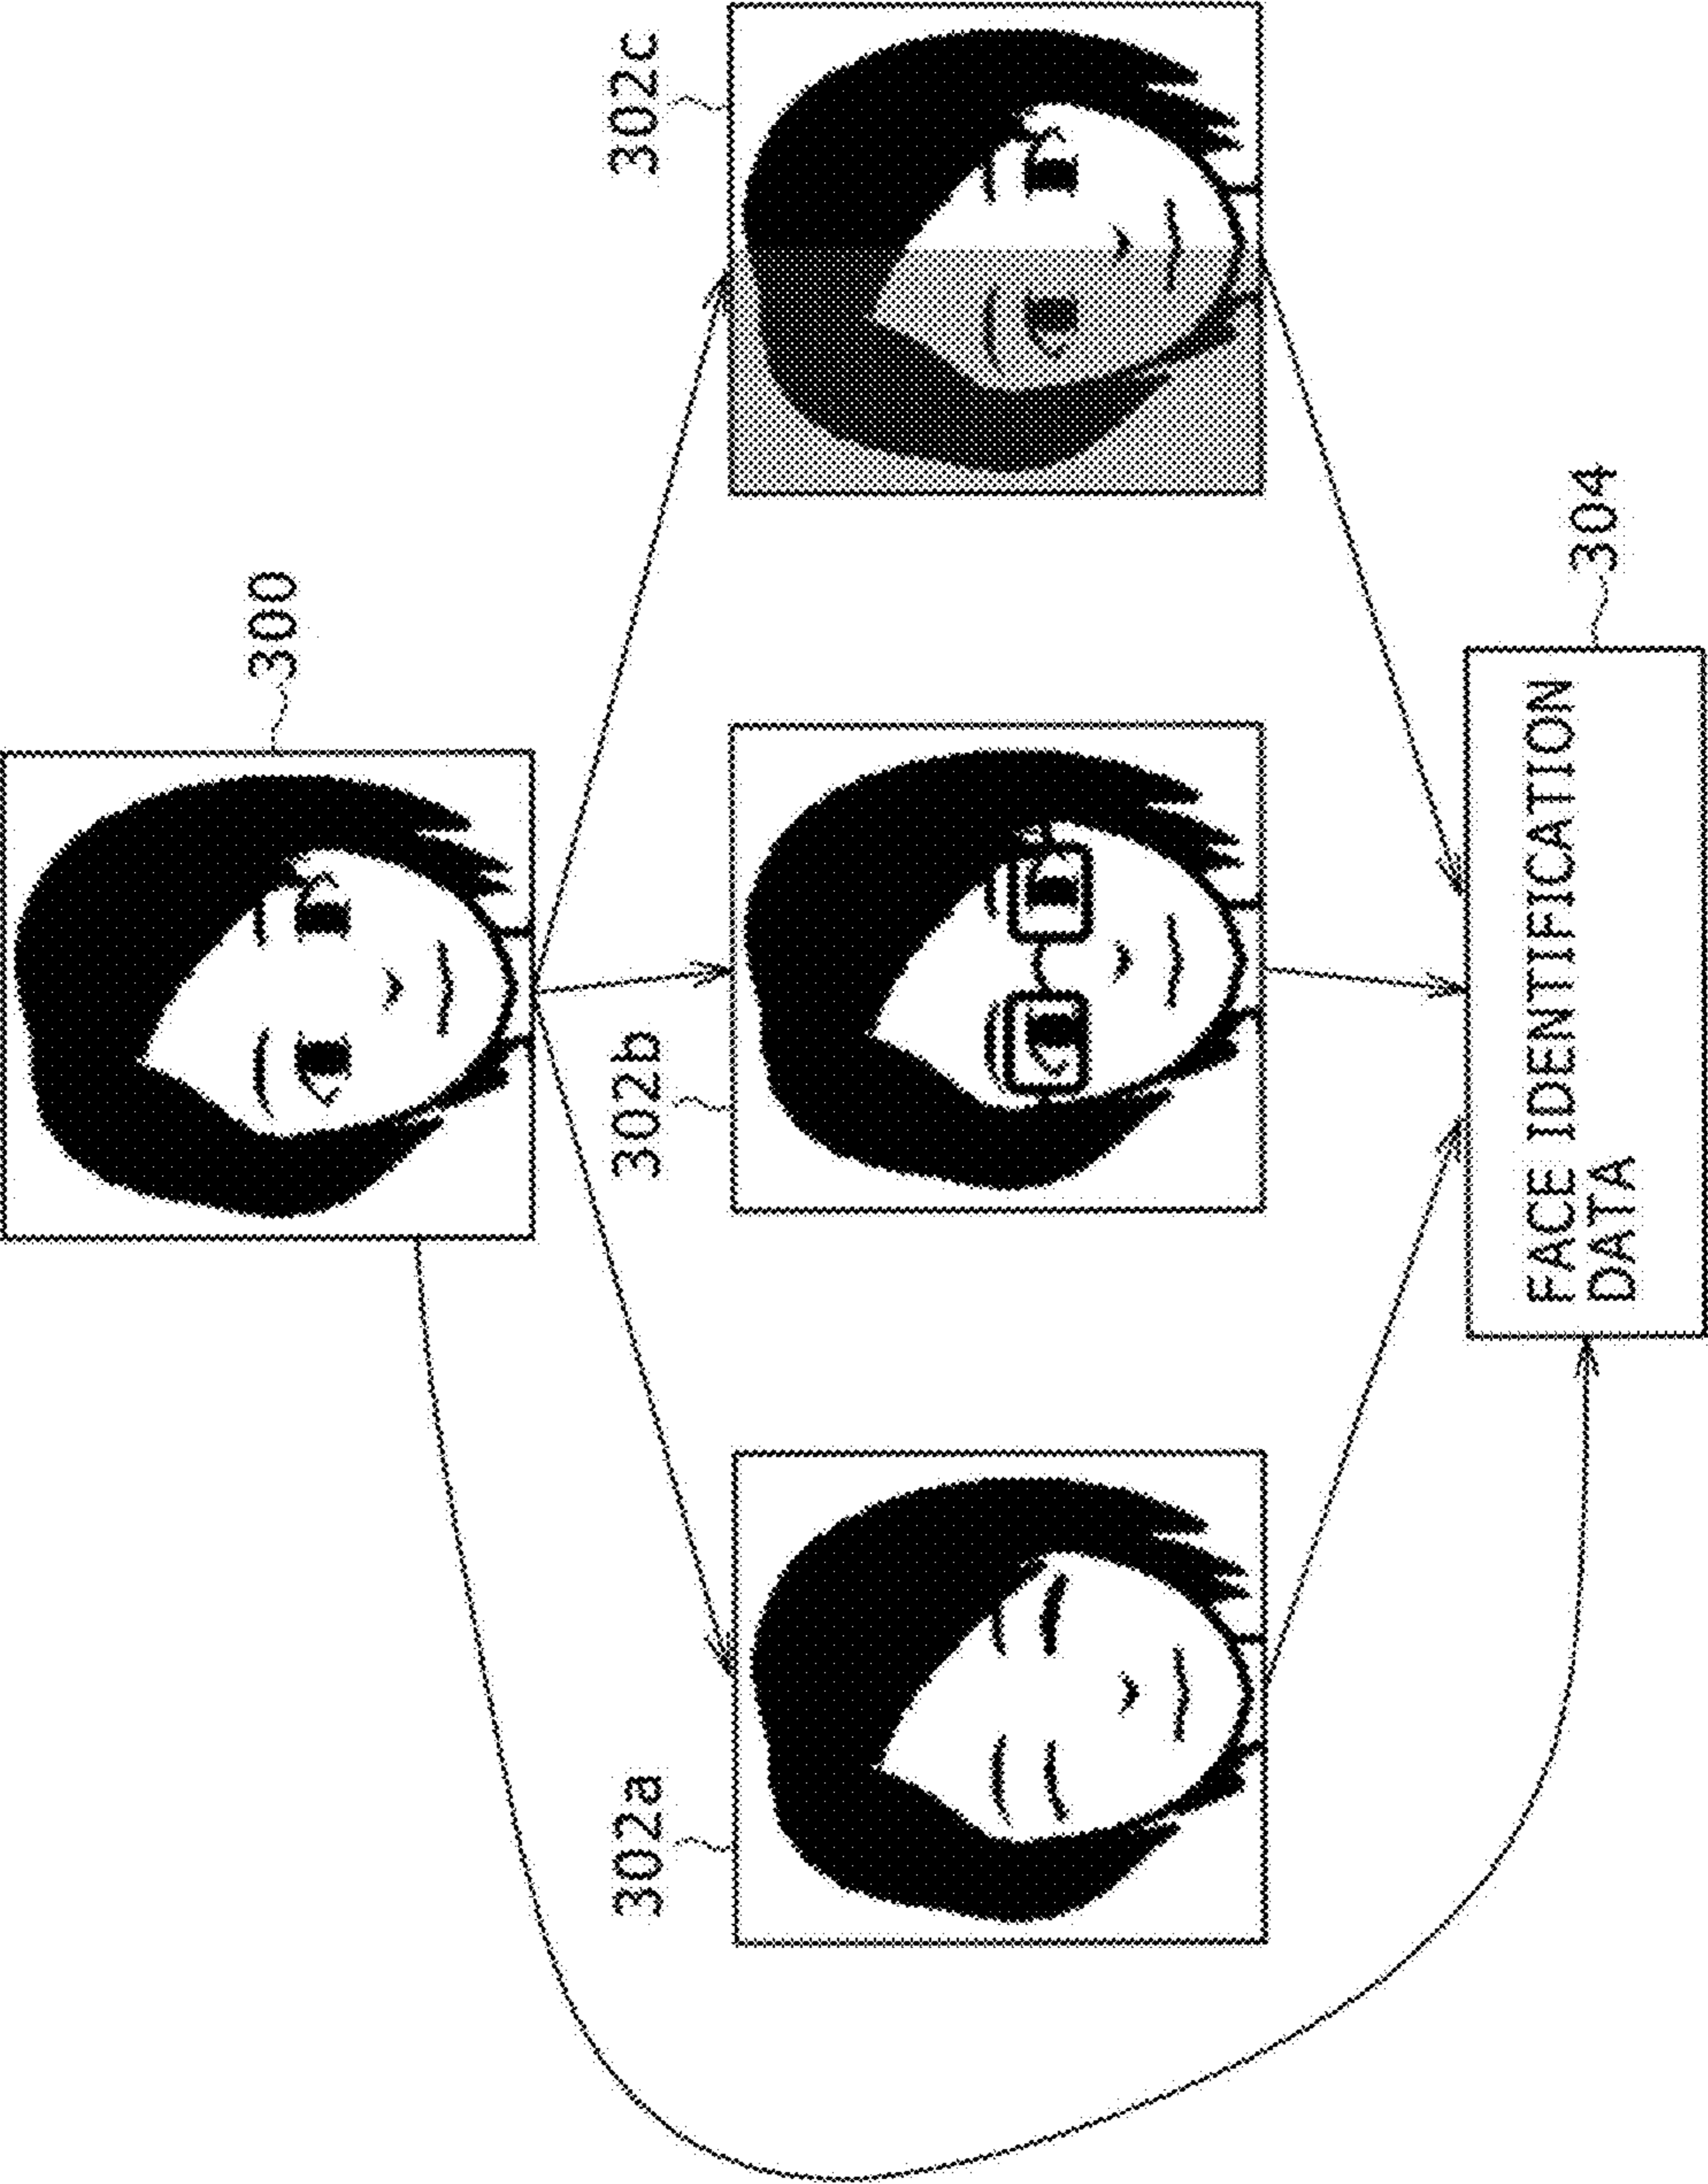 300
302a
302b
302c
FACE IDENTIFICATION
DATA
304